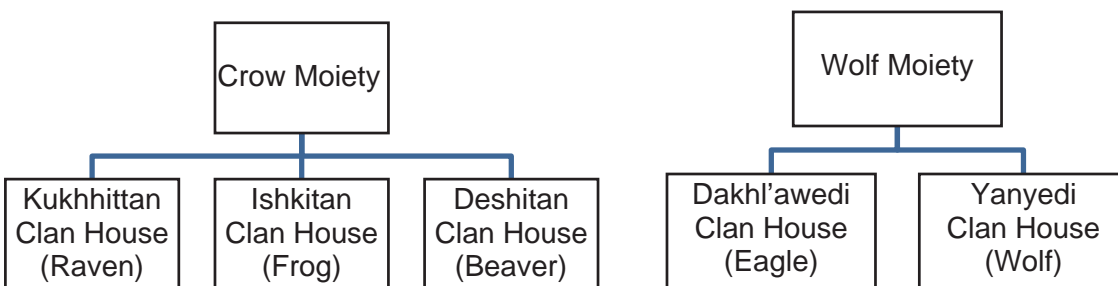 Crow Moiety
Wolf Moiety
Kukhhittan
Clan House
(Raven)
Ishkitan
Clan House
(Frog)
Deshitan
Clan House
(Beaver)
Dakhl’awedi
Clan House
(Eagle)
Yanyedi
Clan House
(Wolf)